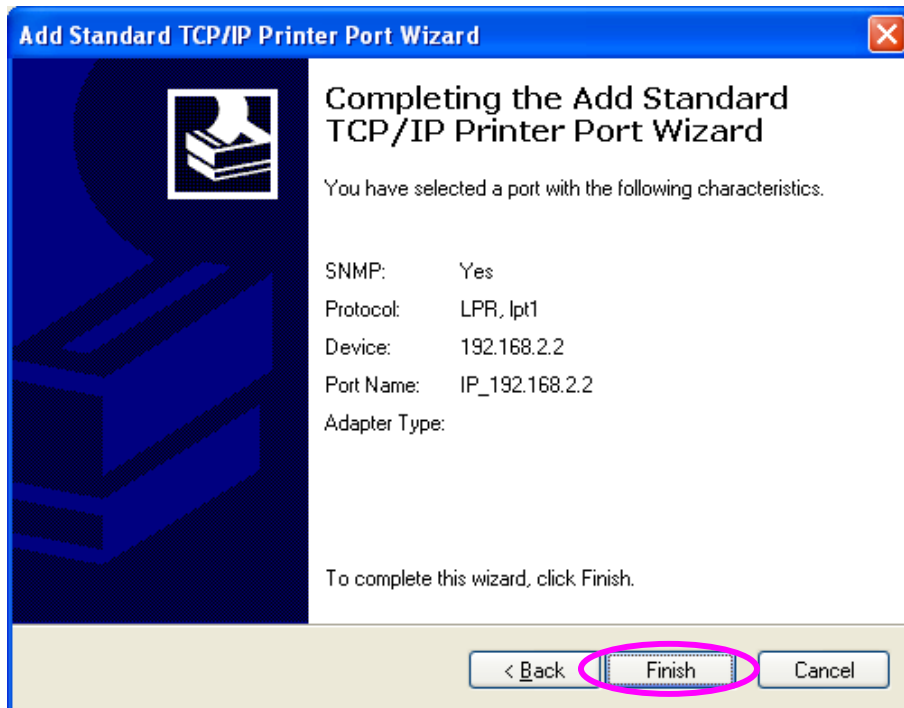 Add Standard TCP/IP Printer Port Wizard
Completing the Add Standard
TCP/IP Printer Port Wizard
You have selected a port with the following characteristics.
SNMP: Yes
Protocol: LPR, lpt1
Device: 192.168.2.2
Port Name: IP_192.168.2.2
Adapter Type:
To complete this wizard, click Finish.
< Back Finish Cancel